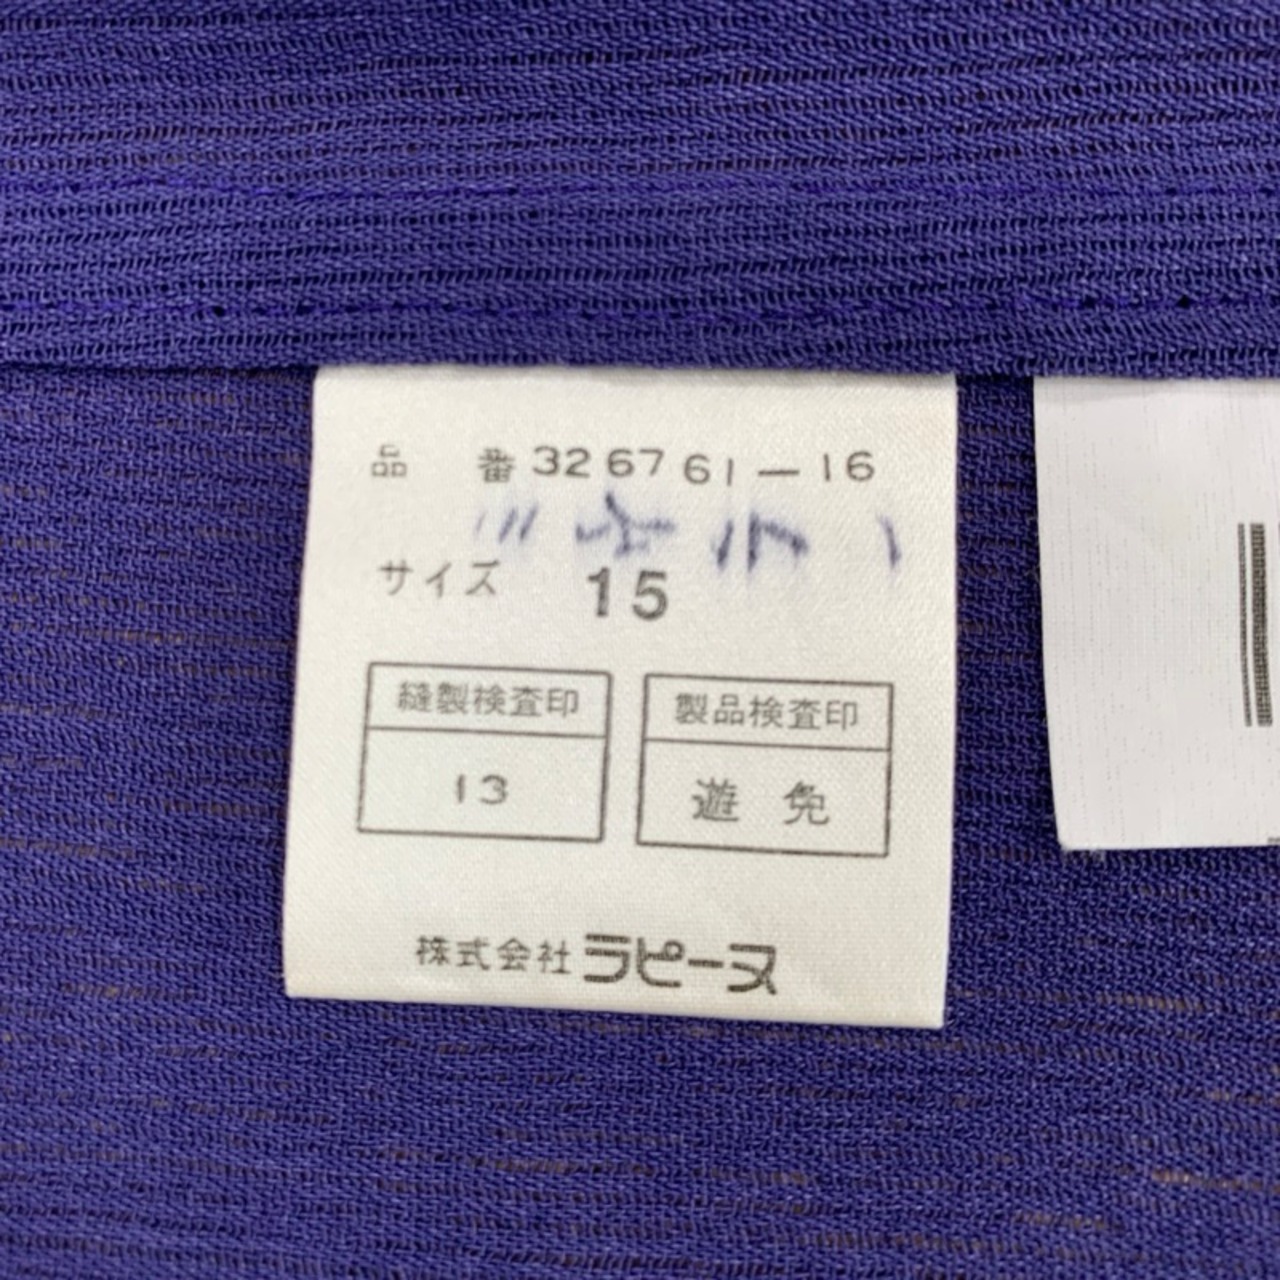 品 番 326761-16
サイズ 15
縫製検査印 製品検査印
13 遊 免
株式会社 ラピーヌ